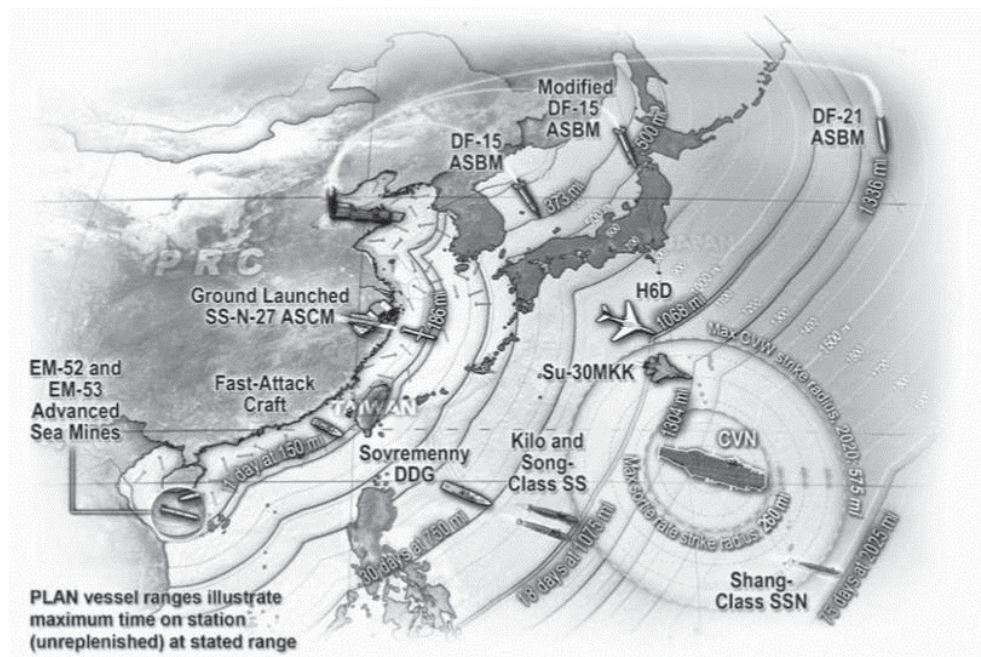 Modified
DF-15
ASBM
DF-15
ASBM
DF-21
ASBM
500 mi
373 mi
1336 mi
PRC
JAPAN
Ground Launched
SS-N-27 ASCM
186 mi
H6D
1068 mi
Max CVW strike radius, 2020: 575 mi
Su-30MKK
1304 mi
EM-52 and
EM-53
Advanced
Sea Mines
Fast-Attack
Craft
TAIWAN
1 day at 150 mi
Sovremenny
DDG
Kilo and
Song-
Class SS
CVN
Max sortie rate strike radius 260 mi
30 days at 750 mi
18 days at 1075 mi
Shang-
Class SSN
75 days at 2025 mi
PLAN vessel ranges illustrate
maximum time on station
(unreplenished) at stated range